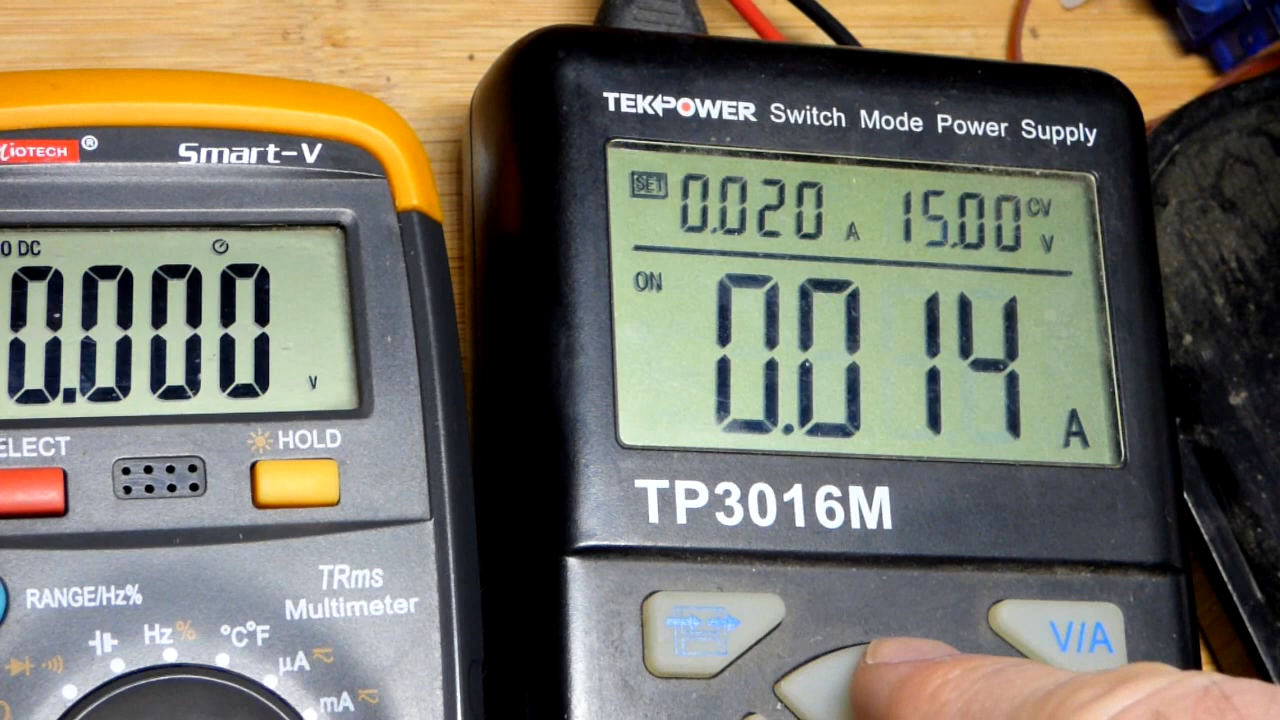 TEKPOWER Switch Mode Power Supply
SET 0.020 A 15.00 CV V
ON
0.014 A
TP3016M
V/A
IOTECH ® Smart-V
0 DC
0.000 V
ELECT
HOLD
RANGE/Hz%
TRms
Multimeter
Hz %
°C°F
µA
mA